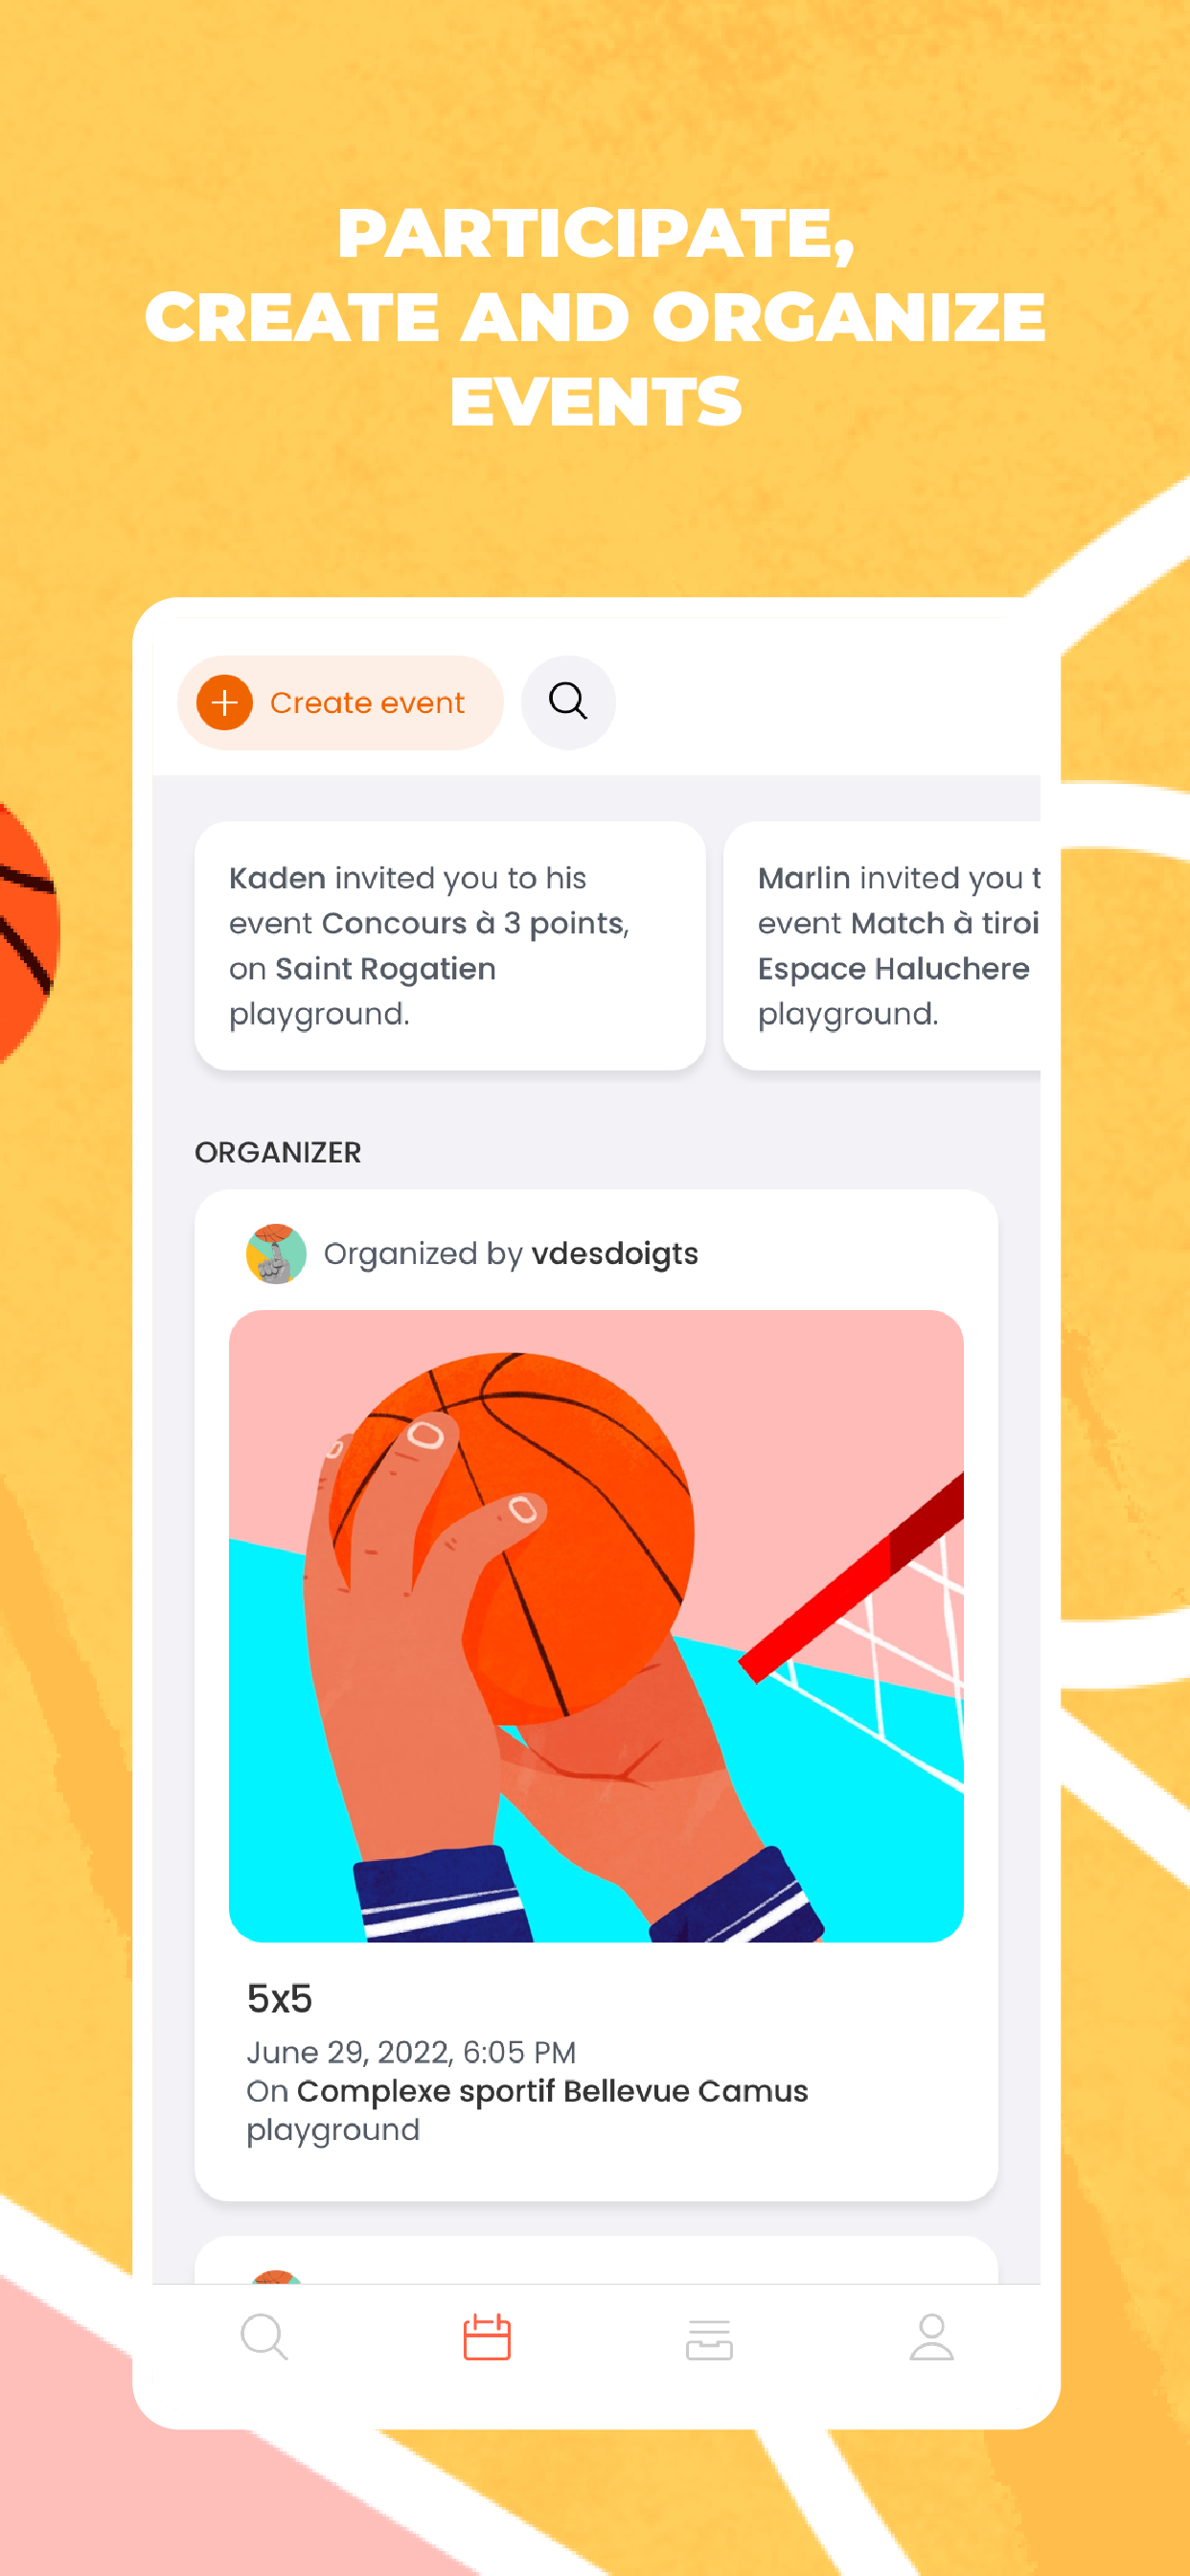 PARTICIPATE,
CREATE AND ORGANIZE
EVENTS
Create event
Kaden invited you to his
event Concours à 3 points,
on Saint Rogatien
playground.
Marlin invited you
event Match à
Espace Haluchere
playground.
ORGANIZER
Organized by vdesdoigts
5x5
June 29, 2022, 6:05 PM
On Complexe sportif Bellevue Camus
playground